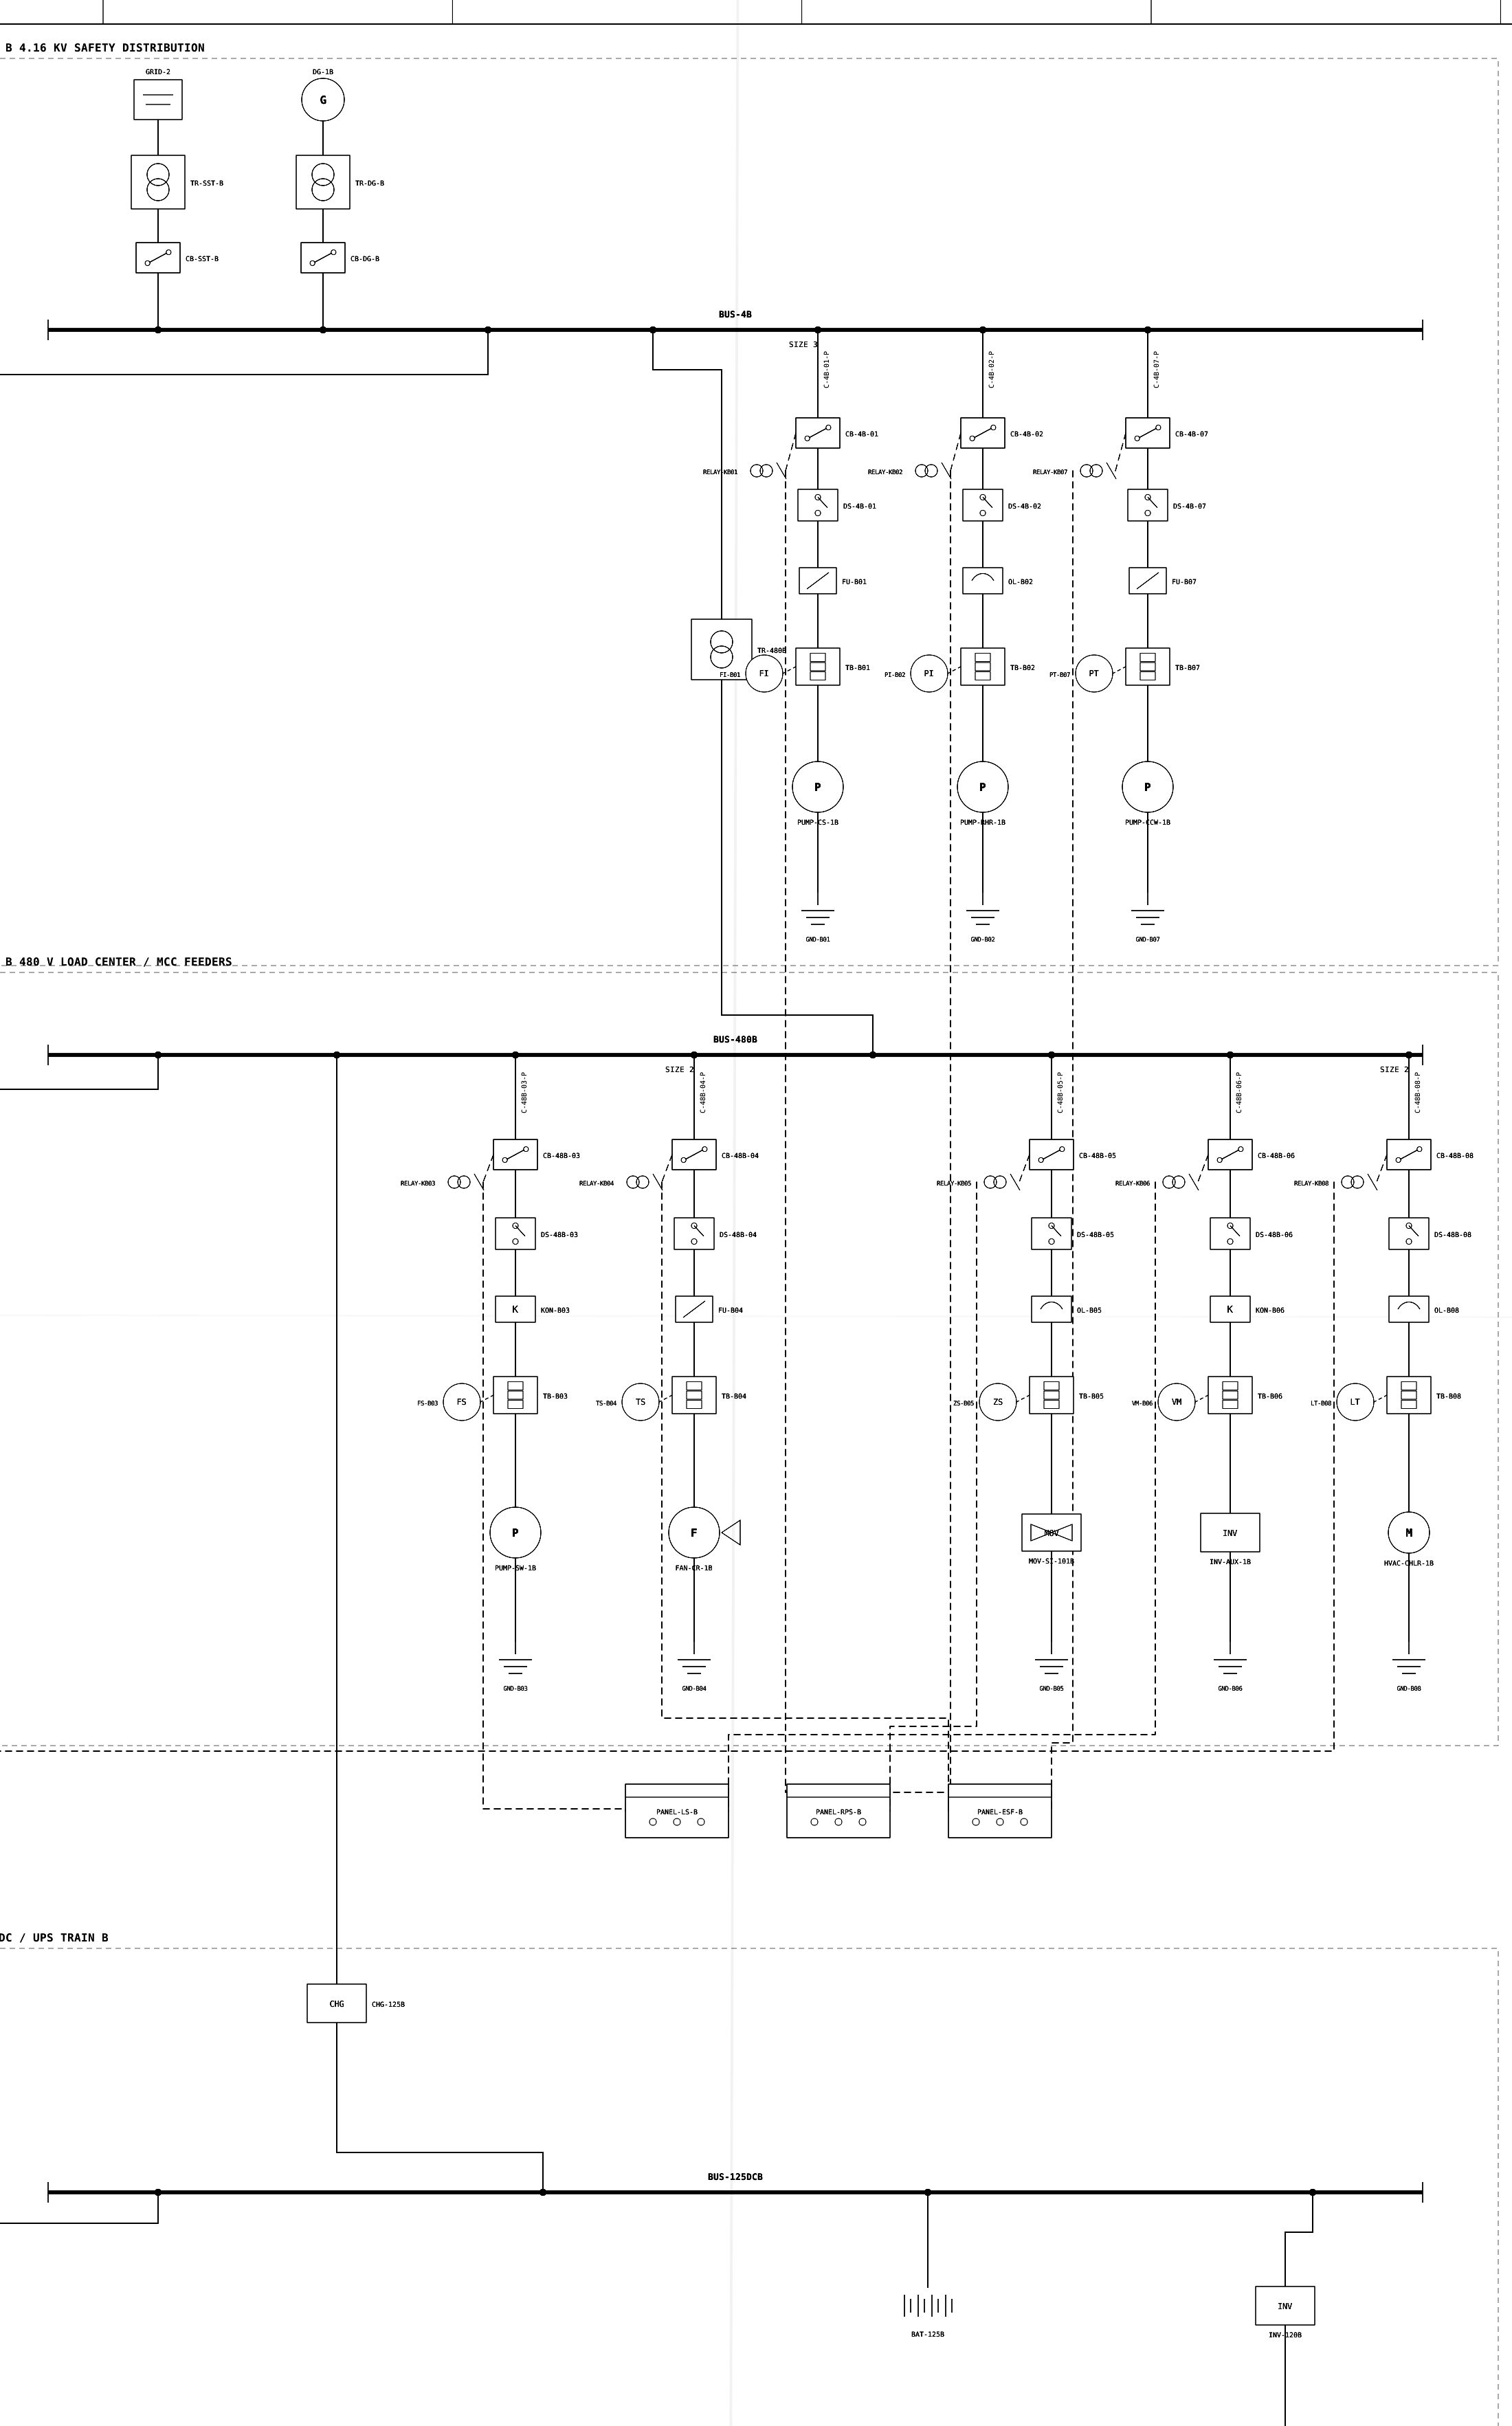 B 4.16 KV SAFETY DISTRIBUTION
GRID-2
DG-1B
G
TR-SST-B
TR-DG-B
CB-SST-B
CB-DG-B
BUS-4B
SIZE 3
C-4B-01-P
C-4B-02-P
C-4B-07-P
CB-4B-01
CB-4B-02
CB-4B-07
RELAY-KB01
RELAY-KB02
RELAY-KB07
DS-4B-01
DS-4B-02
DS-4B-07
FU-B01
OL-B02
FU-B07
TR-480B
FI-B01
FI
TB-B01
PI-B02
PI
TB-B02
PT-B07
PT
TB-B07
P
P
P
PUMP-CS-1B
PUMP-RHR-1B
PUMP-CCW-1B
GND-B01
GND-B02
GND-B07
B 480 V LOAD CENTER / MCC FEEDERS
BUS-480B
SIZE 2
SIZE 2
C-48B-03-P
C-48B-04-P
C-48B-05-P
C-48B-06-P
C-48B-08-P
CB-48B-03
CB-48B-04
CB-48B-05
CB-48B-06
CB-48B-08
RELAY-KB03
RELAY-KB04
RELAY-KB05
RELAY-KB06
RELAY-KB08
DS-48B-03
DS-48B-04
DS-48B-05
DS-48B-06
DS-48B-08
K
KON-B03
FU-B04
OL-B05
K
KON-B06
OL-B08
FS-B03
FS
TB-B03
TS-B04
TS
TB-B04
ZS-B05
ZS
TB-B05
VM-B06
VM
TB-B06
LT-B08
LT
TB-B08
P
F
MOV
INV
M
PUMP-SW-1B
FAN-CR-1B
MOV-SI-101B
INV-AUX-1B
HVAC-CHLR-1B
GND-B03
GND-B04
GND-B05
GND-B06
GND-B08
PANEL-LS-B
PANEL-RPS-B
PANEL-ESF-B
DC / UPS TRAIN B
CHG
CHG-125B
BUS-125DCB
INV
BAT-125B
INV-120B